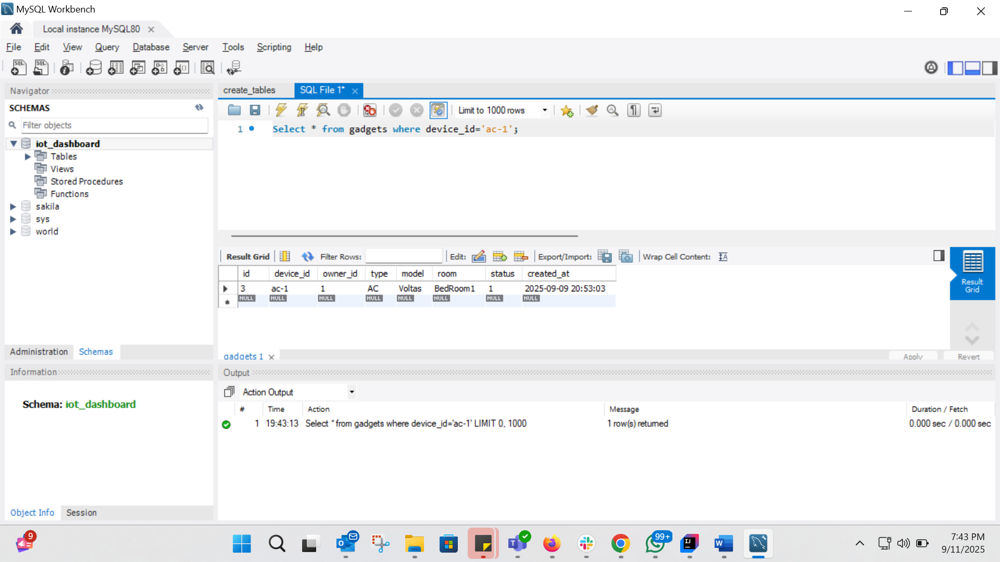 MySQL Workbench
Local instance MySQL80
File Edit View Query Database Server Tools Scripting Help
Navigator
SCHEMAS
Filter objects
iot_dashboard
Tables
Views
Stored Procedures
Functions
sakila
sys
world
Administration Schemas
Information
Schema: iot_dashboard
Object Info Session
create_tables SQL File 1*
Limit to 1000 rows
1 Select * from gadgets where device_id='ac-1';
Result Grid Filter Rows: Edit: Export/Import: Wrap Cell Content:
id device_id owner_id type model room status created_at
3 ac-1 1 AC Voltas BedRoom1 1 2025-09-09 20:53:03
NULL NULL NULL NULL NULL NULL NULL NULL
Result
Grid
gadgets 1 Apply Revert
Output
Action Output
# Time Action Message Duration / Fetch
1 19:43:13 Select * from gadgets where device_id='ac-1' LIMIT 0, 1000 1 row(s) returned 0.000 sec / 0.000 sec
9 99+ 7:43 PM
9/11/2025